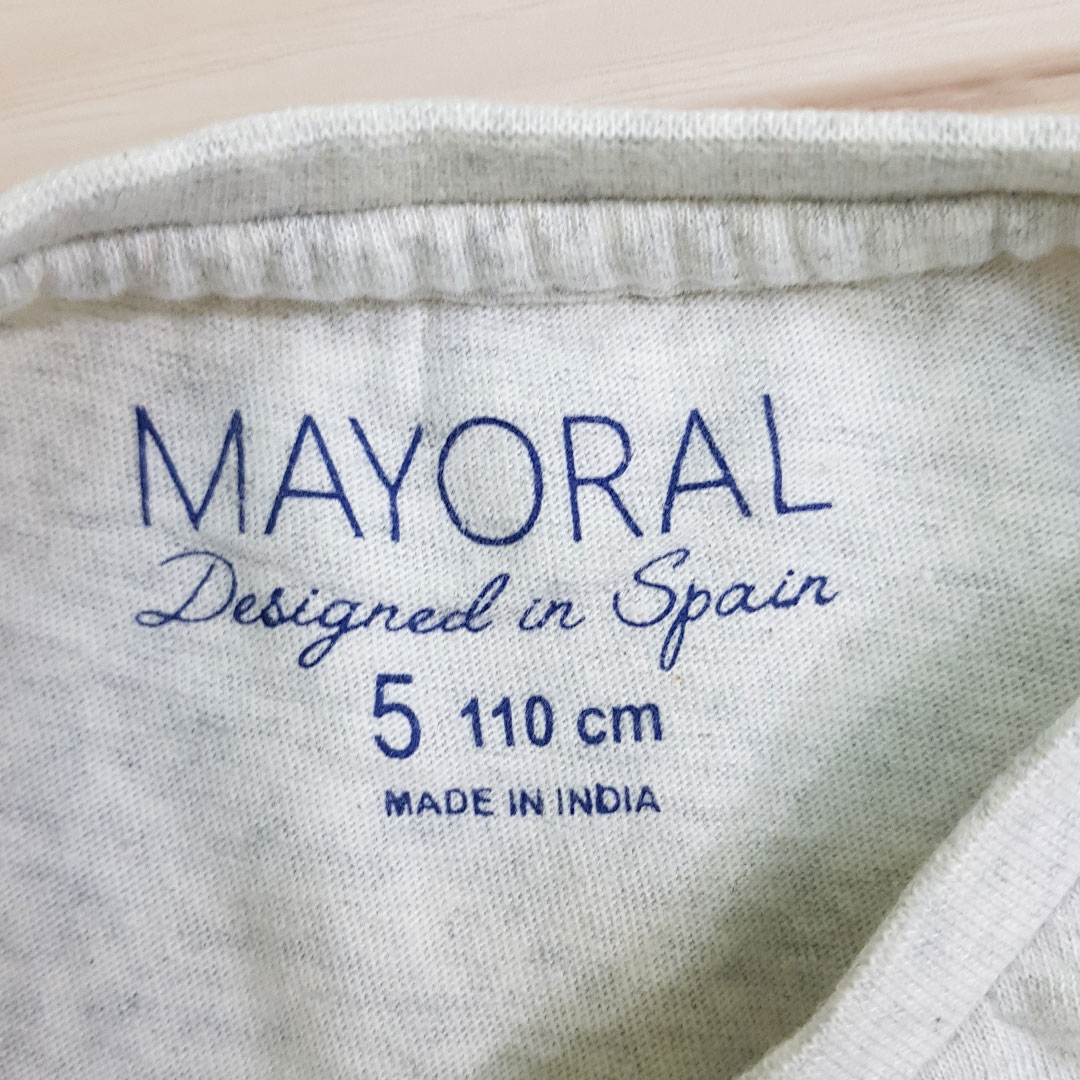 MAYORAL
Designed in Spain
5 110 cm
MADE IN INDIA